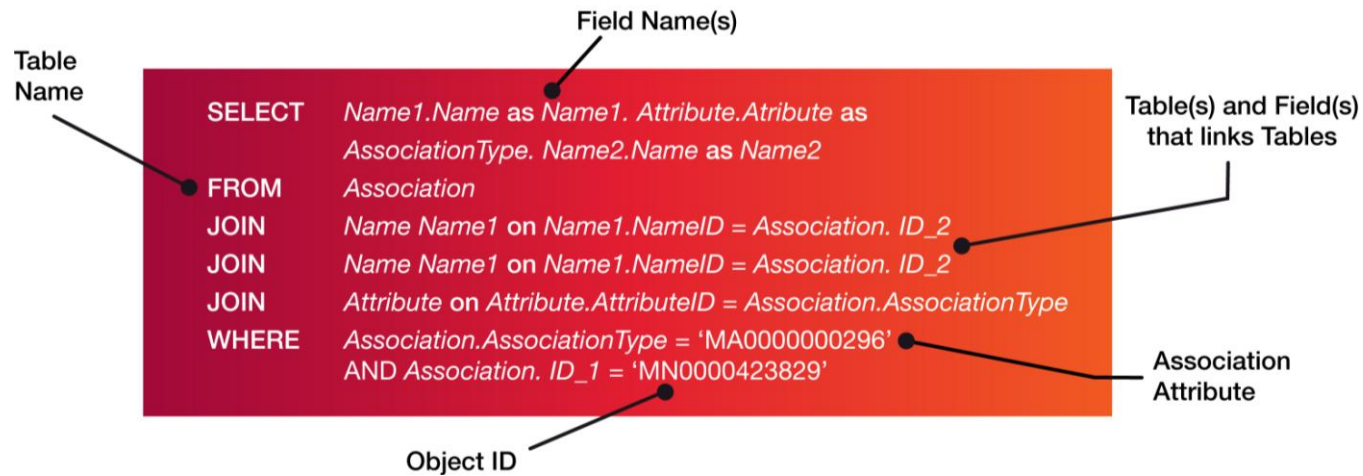 Field Name(s)
Table
Name
Table(s) and Field(s)
that links Tables
SELECT Name1.Name as Name1. Attribute.Atribute as
AssociationType. Name2.Name as Name2
FROM Association
JOIN Name Name1 on Name1.NameID = Association. ID_2
JOIN Name Name1 on Name1.NameID = Association. ID_2
JOIN Attribute on Attribute.AttributeID = Association.AssociationType
WHERE Association.AssociationType = ‘MA0000000296’
AND Association. ID_1 = ‘MN0000423829’
Association
Attribute
Object ID